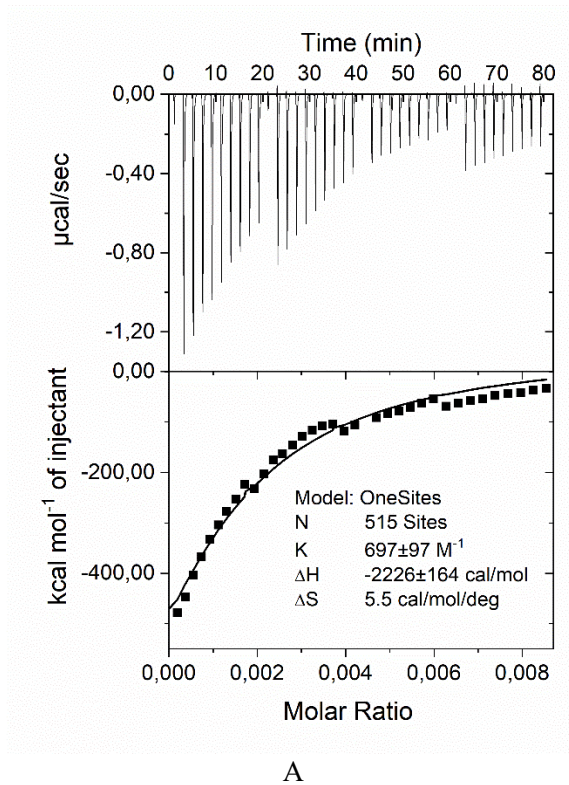 Time (min)
0 10 20 30 40 50 60 70 80
0,00
-0,40
-0,80
-1,20
µcal/sec
0,00
-200,00
-400,00
kcal mol⁻¹ of injectant
Model: OneSites
N 515 Sites
K 697±97 M⁻¹
ΔH -2226±164 cal/mol
ΔS 5.5 cal/mol/deg
0,000 0,002 0,004 0,006 0,008
Molar Ratio
A